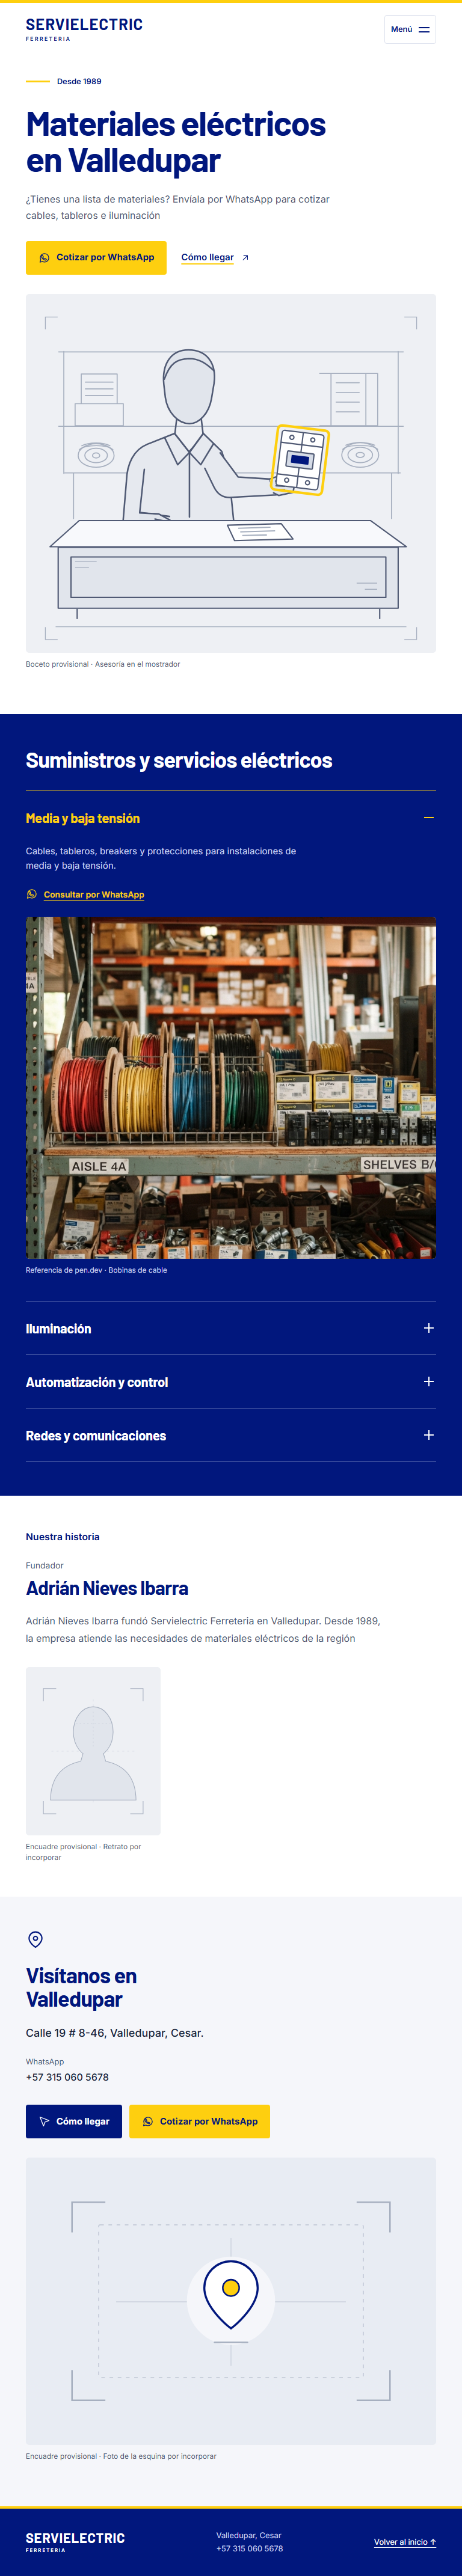 SERVIELECTRIC
FERRETERIA
Menú
Desde 1989
Materiales eléctricos
en Valledupar
¿Tienes una lista de materiales? Envíala por WhatsApp para cotizar
cables, tableros e iluminación
Cotizar por WhatsApp
Cómo llegar
Boceto provisional · Asesoría en el mostrador
Suministros y servicios eléctricos
Media y baja tensión
Cables, tableros, breakers y protecciones para instalaciones de
media y baja tensión.
Consultar por WhatsApp
AISLE 4A
SHELVES B/
Referencia de pen.dev · Bobinas de cable
Iluminación
Automatización y control
Redes y comunicaciones
Nuestra historia
Fundador
Adrián Nieves Ibarra
Adrián Nieves Ibarra fundó Servielectric Ferreteria en Valledupar. Desde 1989,
la empresa atiende las necesidades de materiales eléctricos de la región
Encuadre provisional · Retrato por
incorporar
Visítanos en
Valledupar
Calle 19 # 8-46, Valledupar, Cesar.
WhatsApp
+57 315 060 5678
Cómo llegar
Cotizar por WhatsApp
Encuadre provisional · Foto de la esquina por incorporar
SERVIELECTRIC
FERRETERIA
Valledupar, Cesar
+57 315 060 5678
Volver al inicio ↑